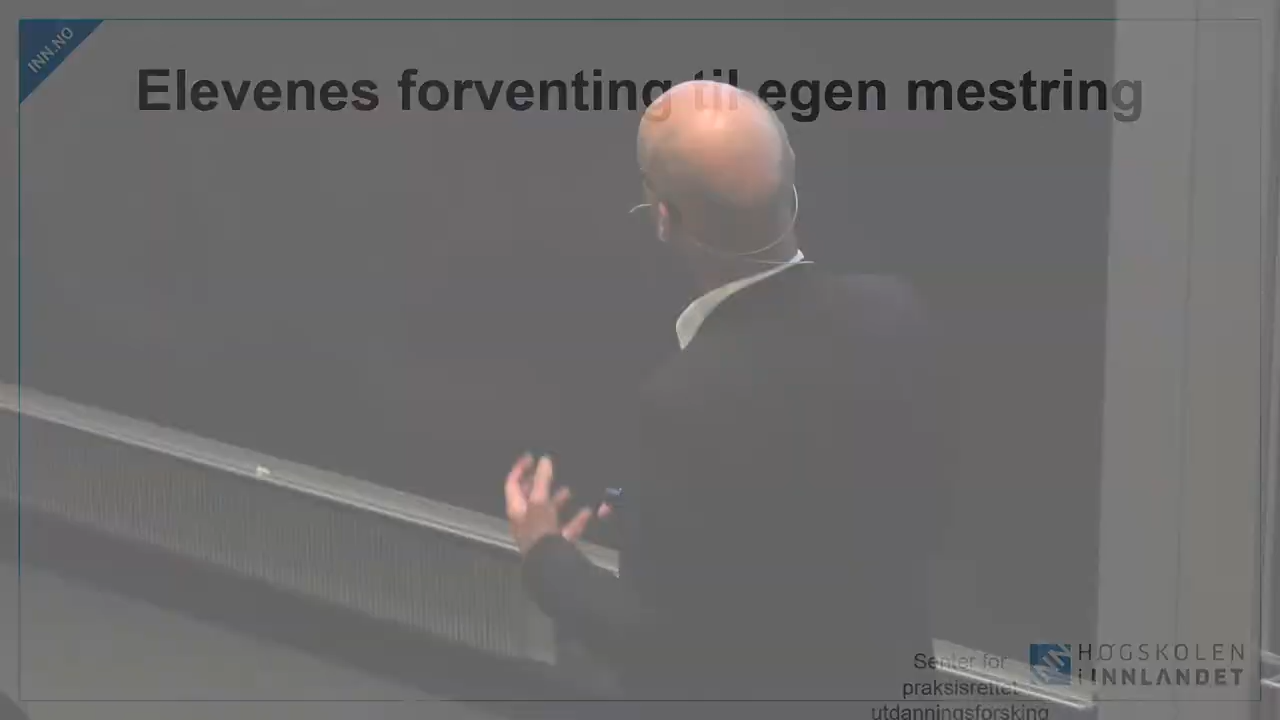 INN.NO
Elevenes forventing til egen mestring
Senter for
praksisrettet
utdanningsforsking
HØGSKOLEN
i INNLANDET